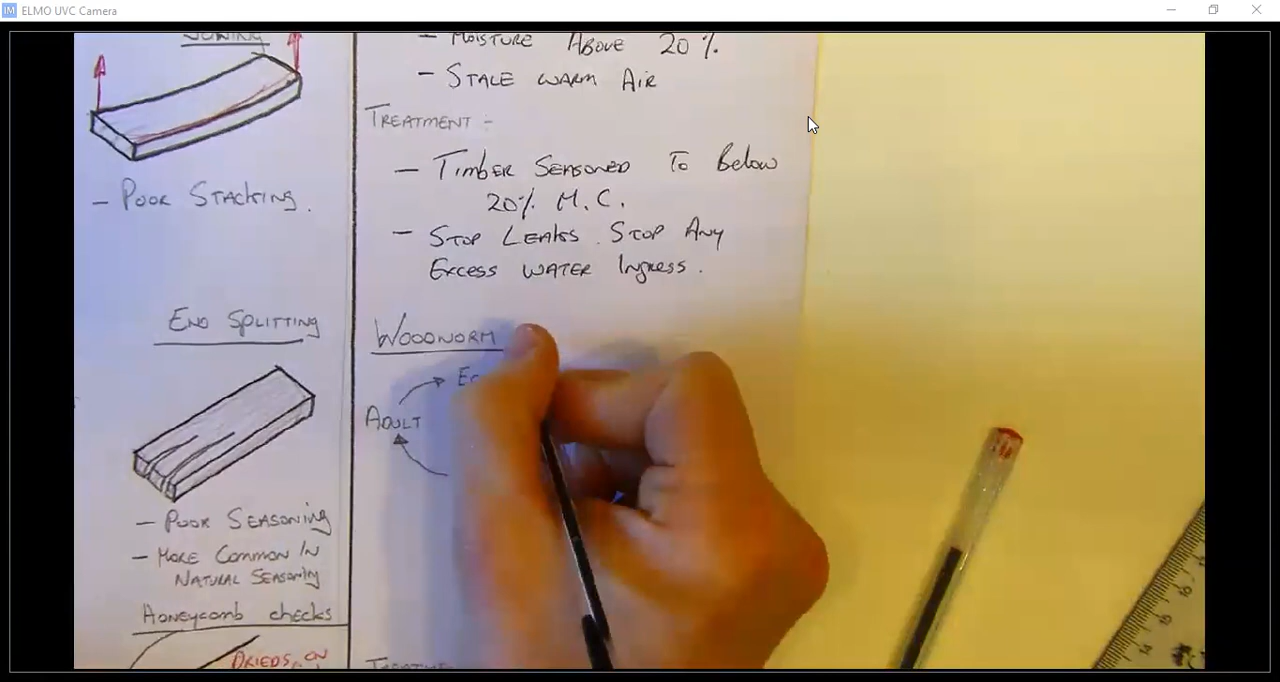 ELMO UVC Camera
- MOISTURE ABOVE 20%.
- STALE WARM AIR
TREATMENT -
- TIMBER SEASONED TO BELOW
20% M.C.
- STOP LEAKS. STOP ANY
EXCESS WATER INGRESS.
WOODWORM
ADULT
- POOR STACKING.
END SPLITTING
- POOR SEASONING
- MORE COMMON IN
NATURAL SEASONING
HONEYCOMB CHECKS